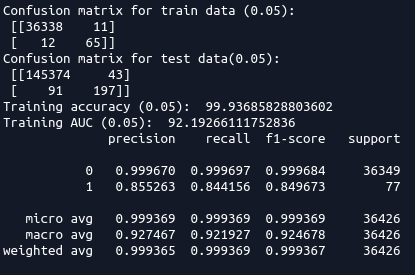 Confusion matrix for train data (0.05):
[[36338 11]
[ 12 65]]
Confusion matrix for test data(0.05):
[[145374 43]
[ 91 197]]
Training accuracy (0.05): 99.93685828803602
Training AUC (0.05): 92.19266111752836
precision recall f1-score support
0 0.999670 0.999697 0.999684 36349
1 0.855263 0.844156 0.849673 77
micro avg 0.999369 0.999369 0.999369 36426
macro avg 0.927467 0.921927 0.924678 36426
weighted avg 0.999365 0.999369 0.999367 36426